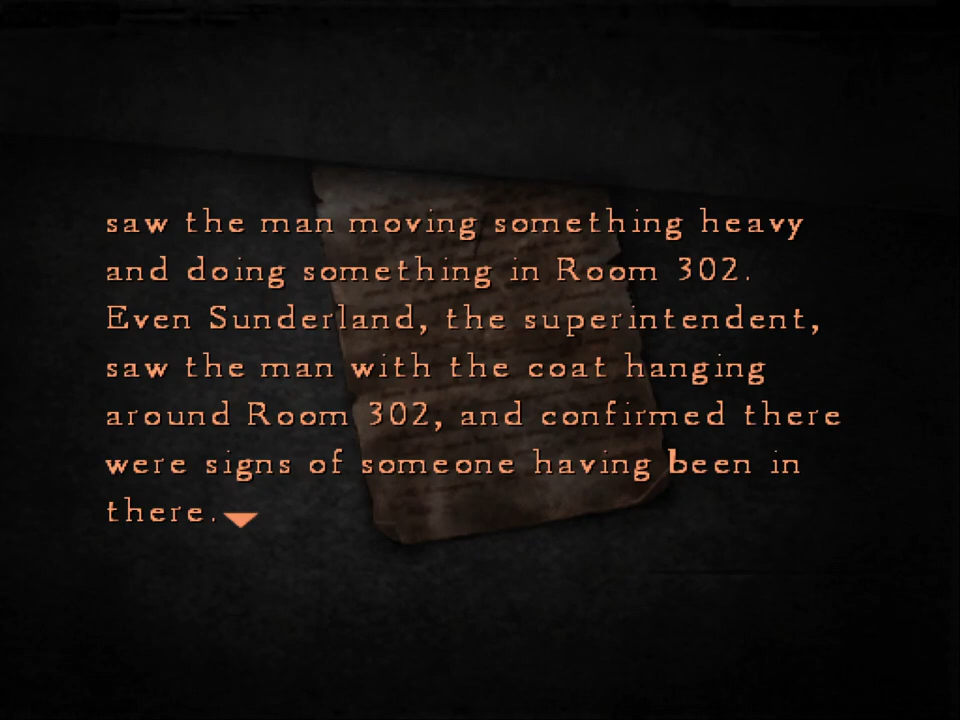 saw the man moving something heavy
and doing something in Room 302.
Even Sunderland, the superintendent,
saw the man with the coat hanging
around Room 302, and confirmed there
were signs of someone having been in
there.